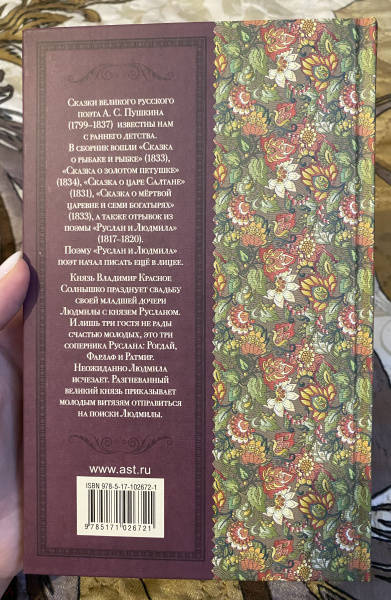 Сказки великого русского
поэта А. С. Пушкина
(1799–1837) известны нам
с раннего детства.
В сборник вошли «Сказка
о рыбаке и рыбке» (1833),
«Сказка о золотом петушке»
(1834), «Сказка о царе Салтане»
(1831), «Сказка о мёртвой
царевне и семи богатырях»
(1833), а также отрывок из
поэмы «Руслан и Людмила»
(1817–1820).
Поэму «Руслан и Людмила»
поэт начал писать ещё в лицее.
Князь Владимир Красное
Солнышко празднует свадьбу
своей младшей дочери
Людмилы с князем Русланом.
И лишь три гостя не рады
счастью молодых, это три
соперника Руслана: Рогдай,
Фарлаф и Ратмир.
Неожиданно Людмила
исчезает. Разгневанный
великий князь приказывает
молодым витязям отправиться
на поиски Людмилы.
www.ast.ru
ISBN 978-5-17-102672-1
9785171026721